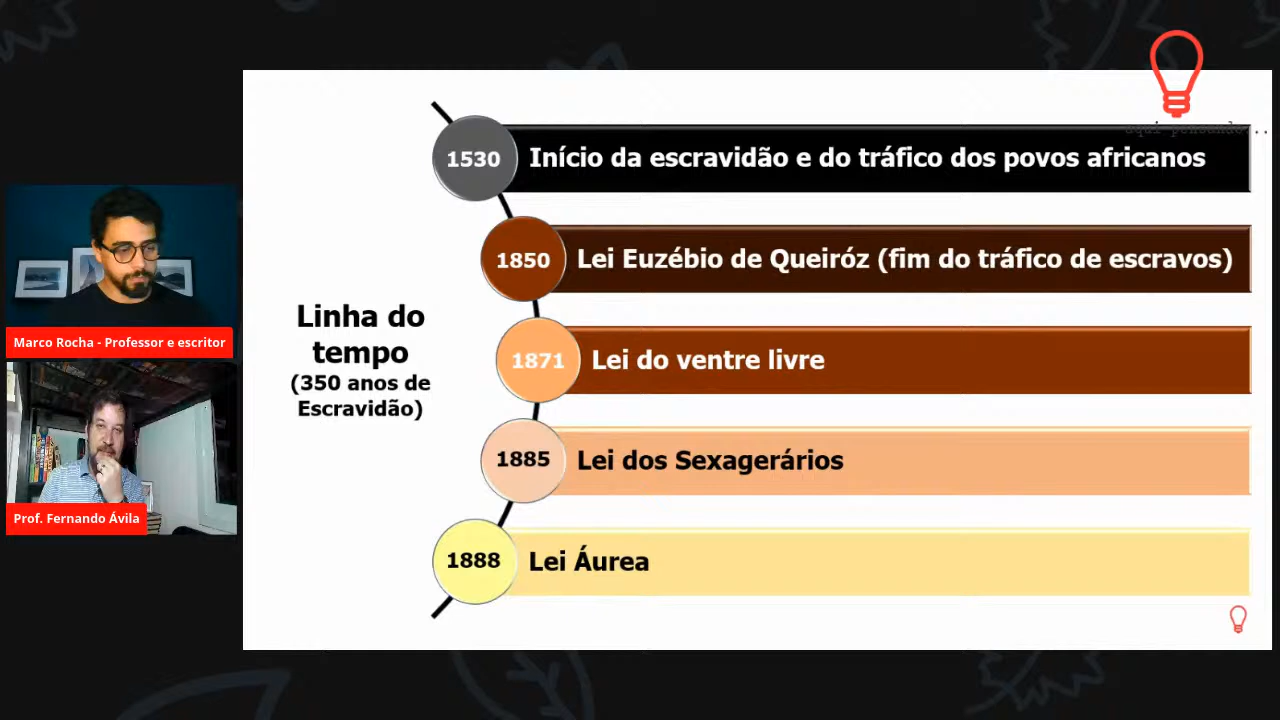 aqui pensando...
1530 Início da escravidão e do tráfico dos povos africanos
1850 Lei Euzébio de Queiróz (fim do tráfico de escravos)
1871 Lei do ventre livre
1885 Lei dos Sexagerários
1888 Lei Áurea
Linha do
tempo
(350 anos de
Escravidão)
Marco Rocha - Professor e escritor
Prof. Fernando Ávila